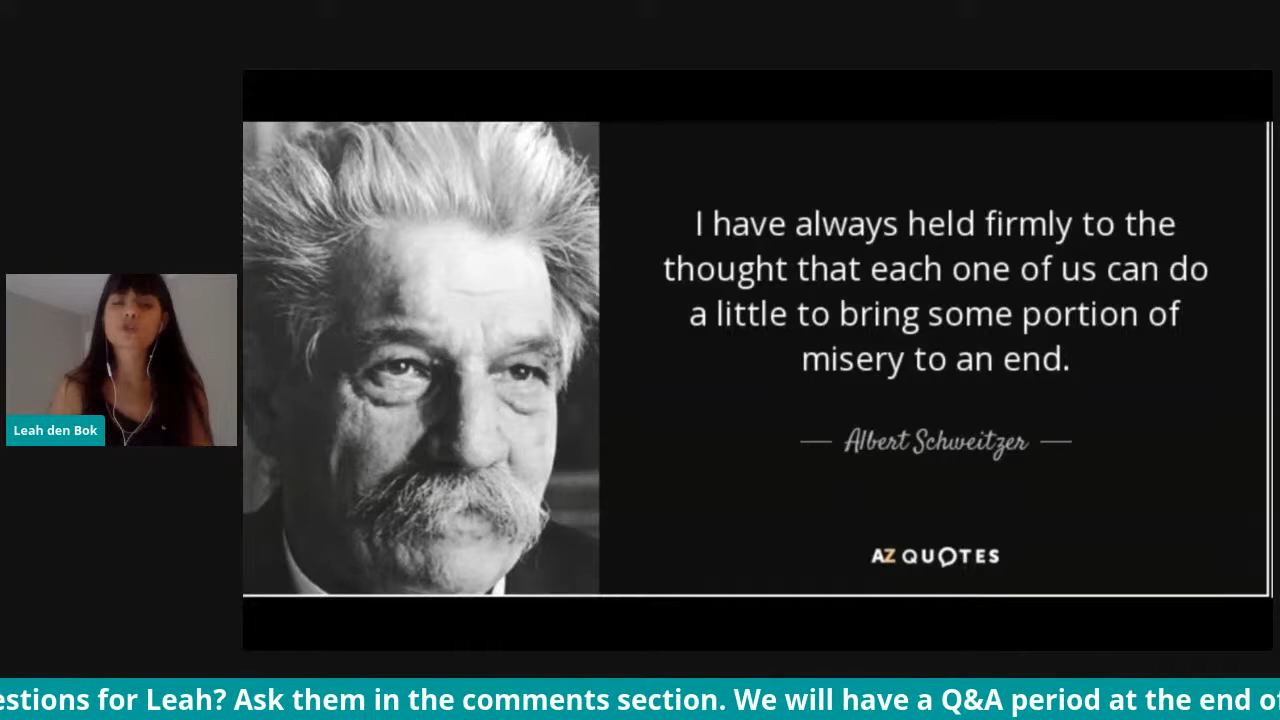 I have always held firmly to the
thought that each one of us can do
a little to bring some portion of
misery to an end.
Albert Schweitzer
AZ QUOTES
Leah den Bok
estions for Leah? Ask them in the comments section. We will have a Q&A period at the end